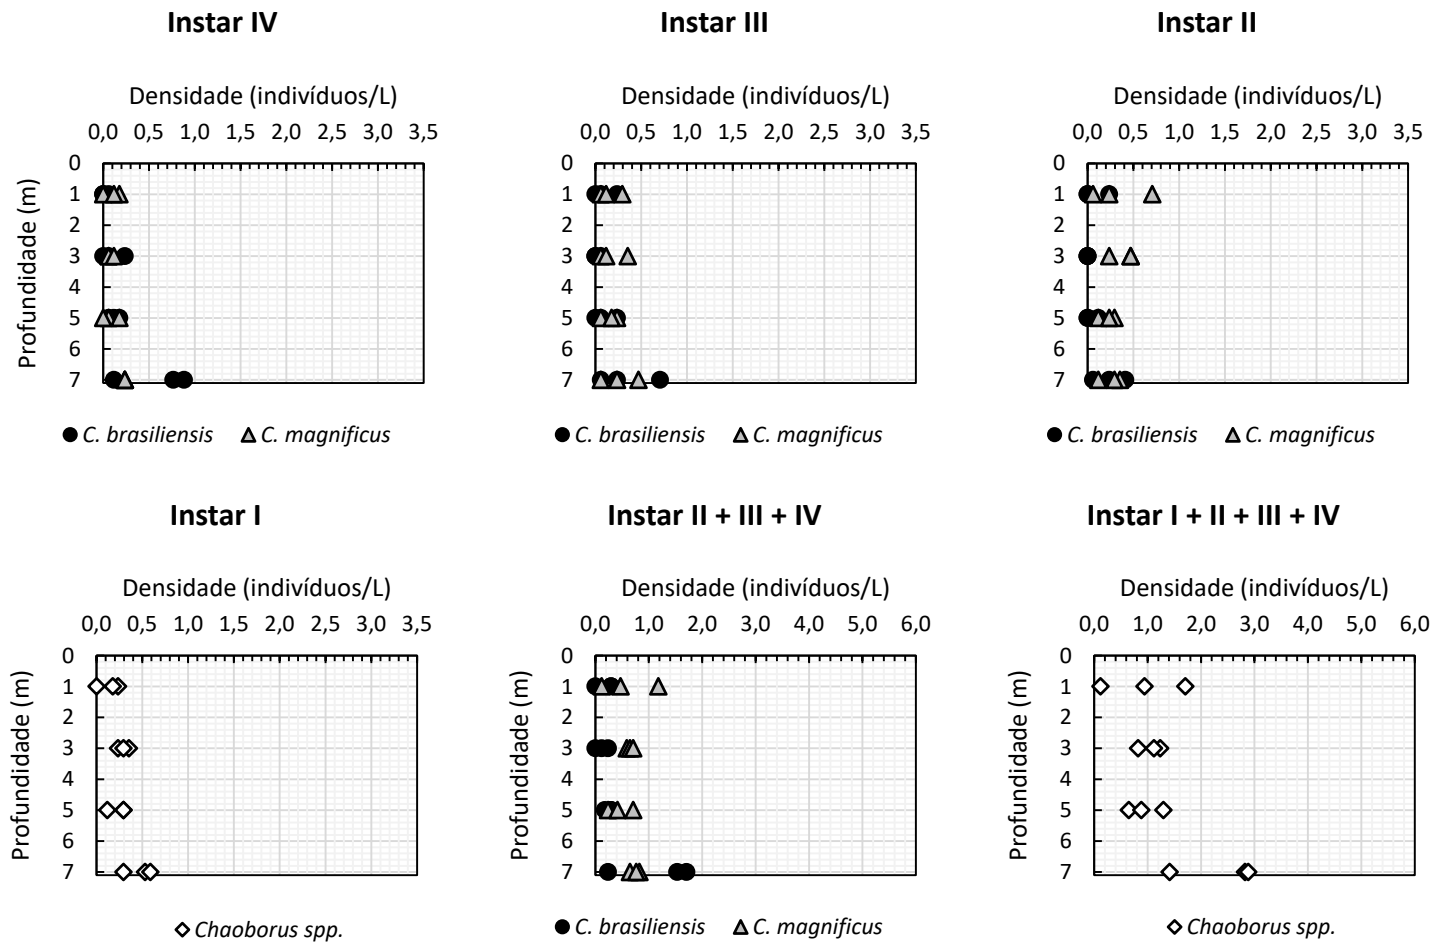 Instar IV
Densidade (indivíduos/L)
0,0 0,5 1,0 1,5 2,0 2,5 3,0 3,5
Profundidade (m)
0
1
2
3
4
5
6
7
C. brasiliensis C. magnificus
Instar III
Densidade (indivíduos/L)
0,0 0,5 1,0 1,5 2,0 2,5 3,0 3,5
0
1
2
3
4
5
6
7
C. brasiliensis C. magnificus
Instar II
Densidade (indivíduos/L)
0,0 0,5 1,0 1,5 2,0 2,5 3,0 3,5
0
1
2
3
4
5
6
7
C. brasiliensis C. magnificus
Instar I
Densidade (indivíduos/L)
0,0 0,5 1,0 1,5 2,0 2,5 3,0 3,5
Profundidade (m)
0
1
2
3
4
5
6
7
Chaoborus spp.
Instar II + III + IV
Densidade (indivíduos/L)
0,0 1,0 2,0 3,0 4,0 5,0 6,0
Profundidade (m)
0
1
2
3
4
5
6
7
C. brasiliensis C. magnificus
Instar I + II + III + IV
Densidade (indivíduos/L)
0,0 1,0 2,0 3,0 4,0 5,0 6,0
Profundidade (m)
0
1
2
3
4
5
6
7
Chaoborus spp.